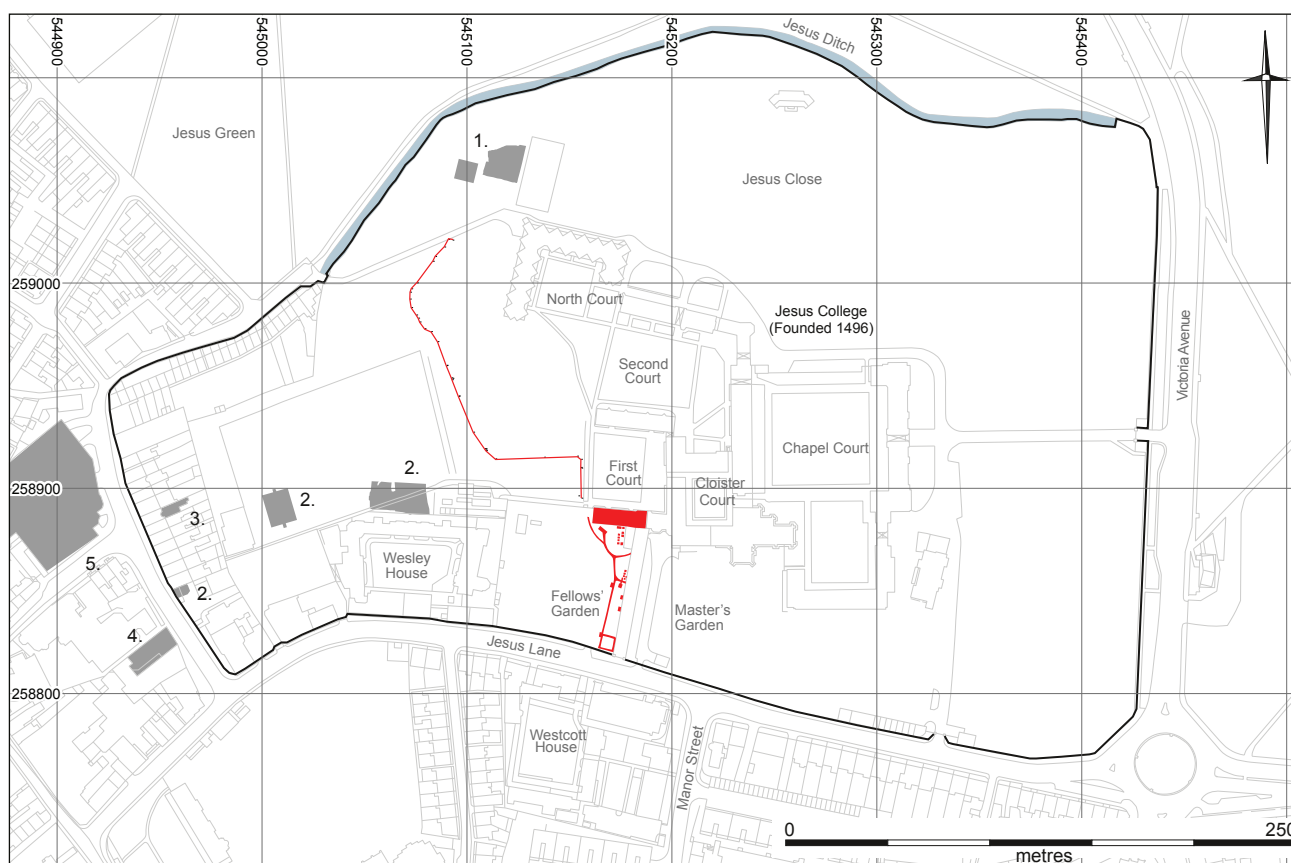 544900
545000
545100
545200
545300
545400
Jesus Ditch
Jesus Green
1.
Jesus Close
259000
North Court
Jesus College
(Founded 1496)
Second
Court
Victoria Avenue
Chapel Court
First
Court
Cloister
Court
258900
2.
2.
3.
5.
2.
4.
Wesley
House
Fellows'
Garden
Master's
Garden
Jesus Lane
258800
Westcott
House
Manor Street
0
250
metres